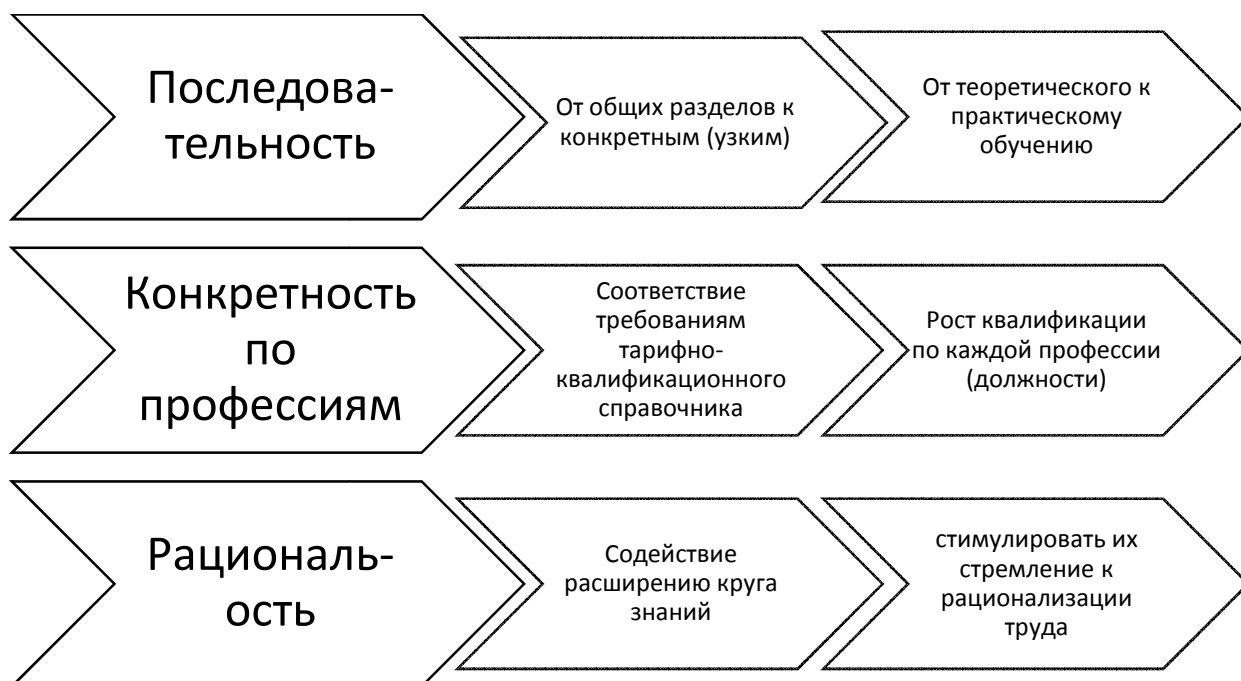 Последова-
тельность
От общих разделов к
конкретным (узким)
От теоретического к
практическому
обучению
Конкретность
по
профессиям
Соответствие
требованиям
тарифно-
квалификационного
справочника
Рост квалификации
по каждой профессии
(должности)
Рациональ-
ость
Содействие
расширению круга
знаний
стимулировать их
стремление к
рационализации
труда